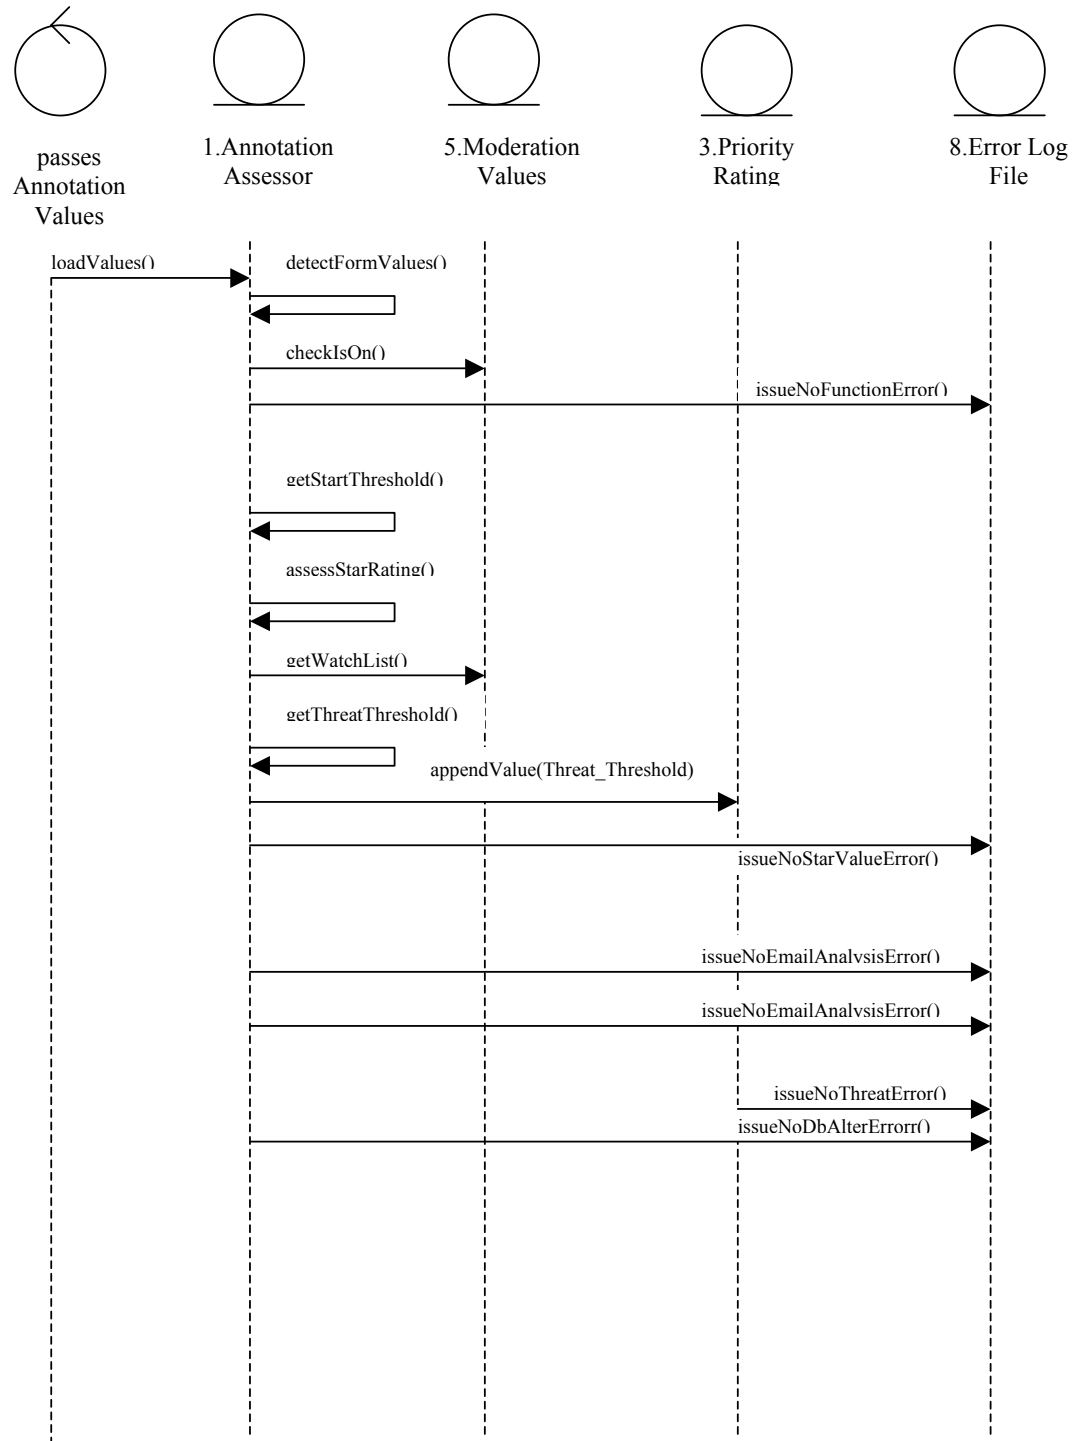 passes
Annotation
Values
1.Annotation
Assessor
5.Moderation
Values
3.Priority
Rating
8.Error Log
File
loadValues()
detectFormValues()
checkIsOn()
issueNoFunctionError()
getStartThreshold()
assessStarRating()
getWatchList()
getThreatThreshold()
appendValue(Threat_Threshold)
issueNoStarValueError()
issueNoEmailAnalysisError()
issueNoEmailAnalysisError()
issueNoThreatError()
issueNoDbAlterErrorr()